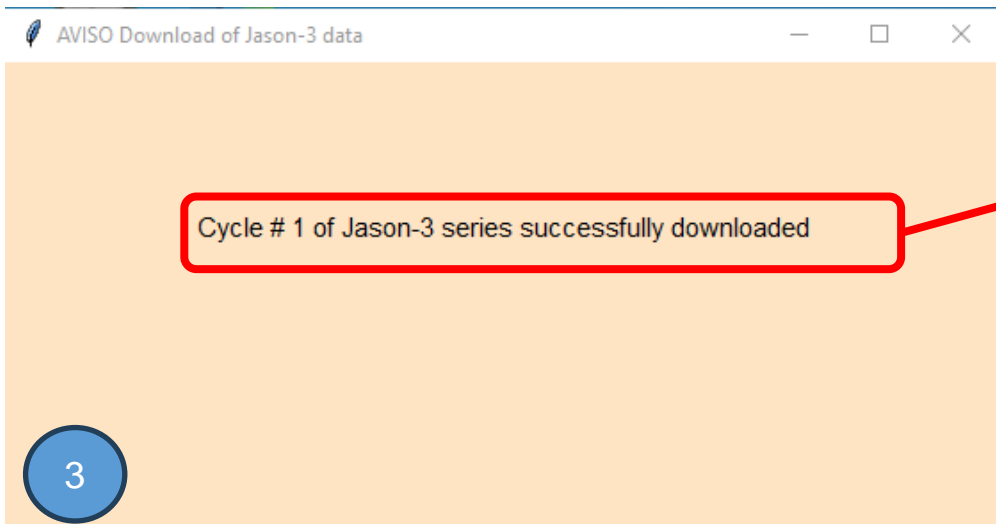 AVISO Download of Jason-3 data
Cycle # 1 of Jason-3 series successfully downloaded
3